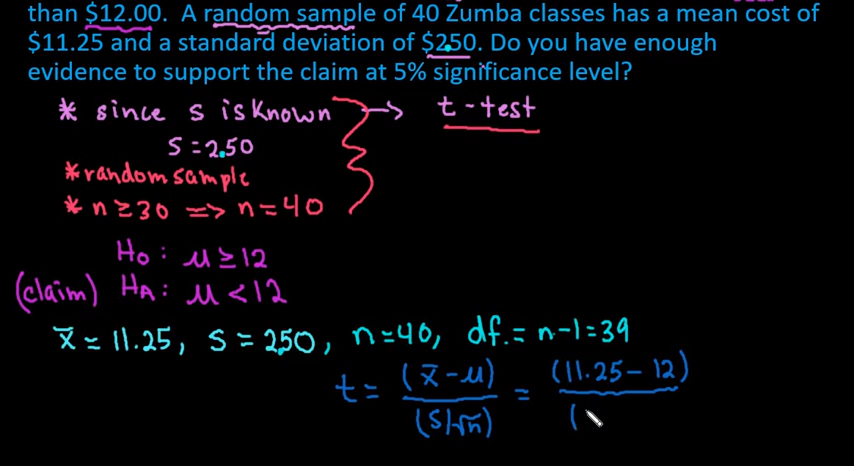 than $12.00. A random sample of 40 Zumba classes has a mean cost of
$11.25 and a standard deviation of $2.50. Do you have enough
evidence to support the claim at 5% significance level?
* since s is known → t-test
s = 2.50
* random sample
* n ≥ 30 => n = 40
H₀ : μ ≥ 12
(claim) Hᴀ : μ < 12
x̄ = 11.25, s = 2.50, n = 40, df. = n - 1 = 39
t = (x̄ - μ) / (s/√n) = (11.25 - 12) / (